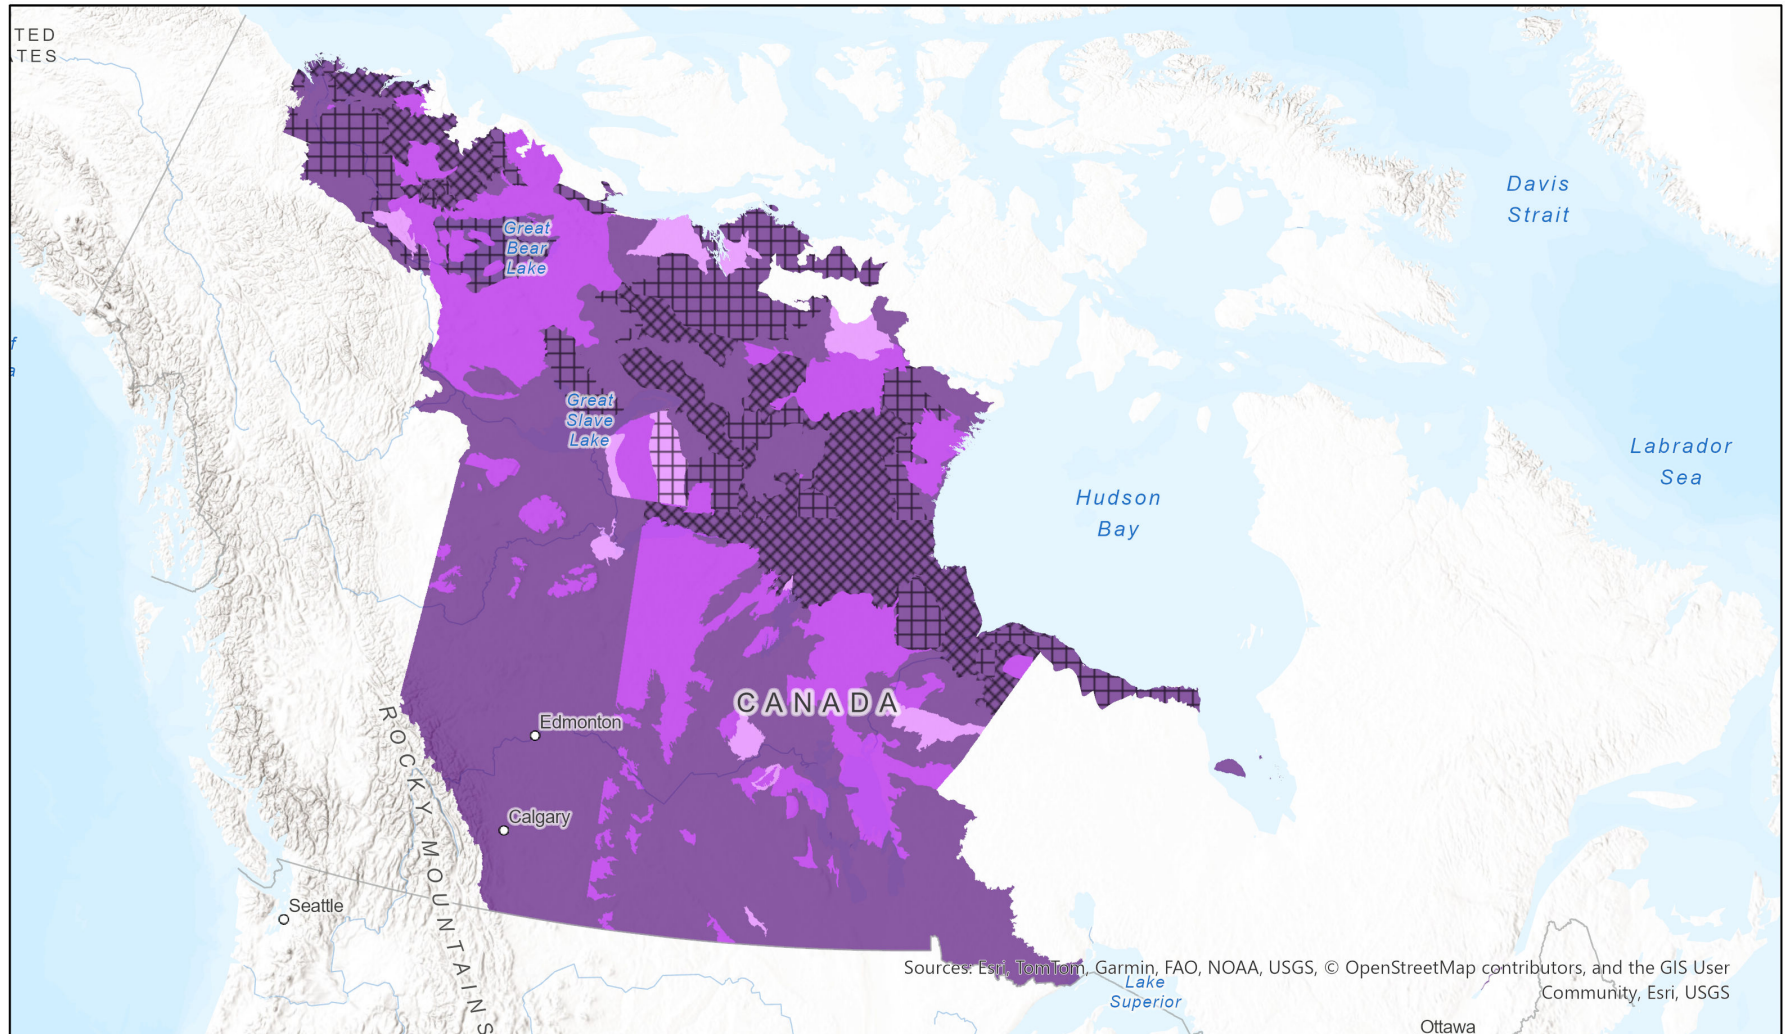 TED
ATES
Davis
Strait
Great
Bear
Lake
f
a
Great
Slave
Lake
Labrador
Sea
Hudson
Bay
CANADA
Edmonton
ROCKY MOUNTAINS
Calgary
Seattle
Sources: Esri, TomTom, Garmin, FAO, NOAA, USGS, © OpenStreetMap contributors, and the GIS User
Community, Esri, USGS
Lake
Superior
Ottawa